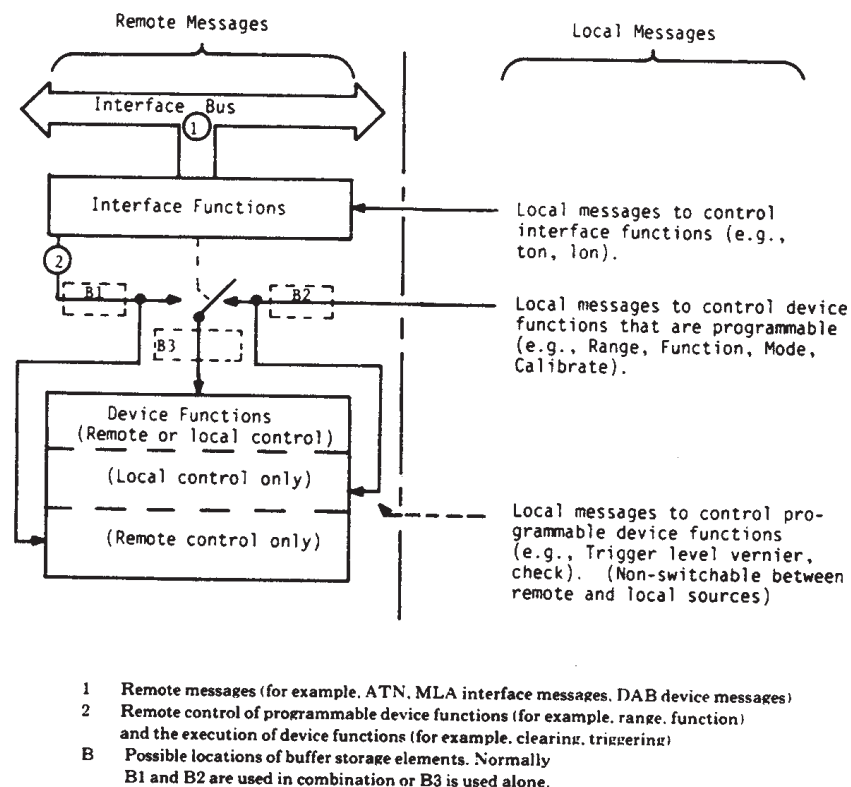 Remote Messages
Local Messages
Interface Bus
1
Interface Functions
Local messages to control
interface functions (e.g.,
ton, lon).
2
B1
B2
Local messages to control device
functions that are programmable
(e.g., Range, Function, Mode,
Calibrate).
B3
Device Functions
(Remote or local control)
(Local control only)
(Remote control only)
Local messages to control pro-
grammable device functions
(e.g., Trigger level vernier,
check). (Non-switchable between
remote and local sources)
1 Remote messages (for example, ATN, MLA interface messages, DAB device messages)
2 Remote control of programmable device functions (for example, range, function)
and the execution of device functions (for example, clearing, triggering)
B Possible locations of buffer storage elements. Normally
B1 and B2 are used in combination or B3 is used alone.